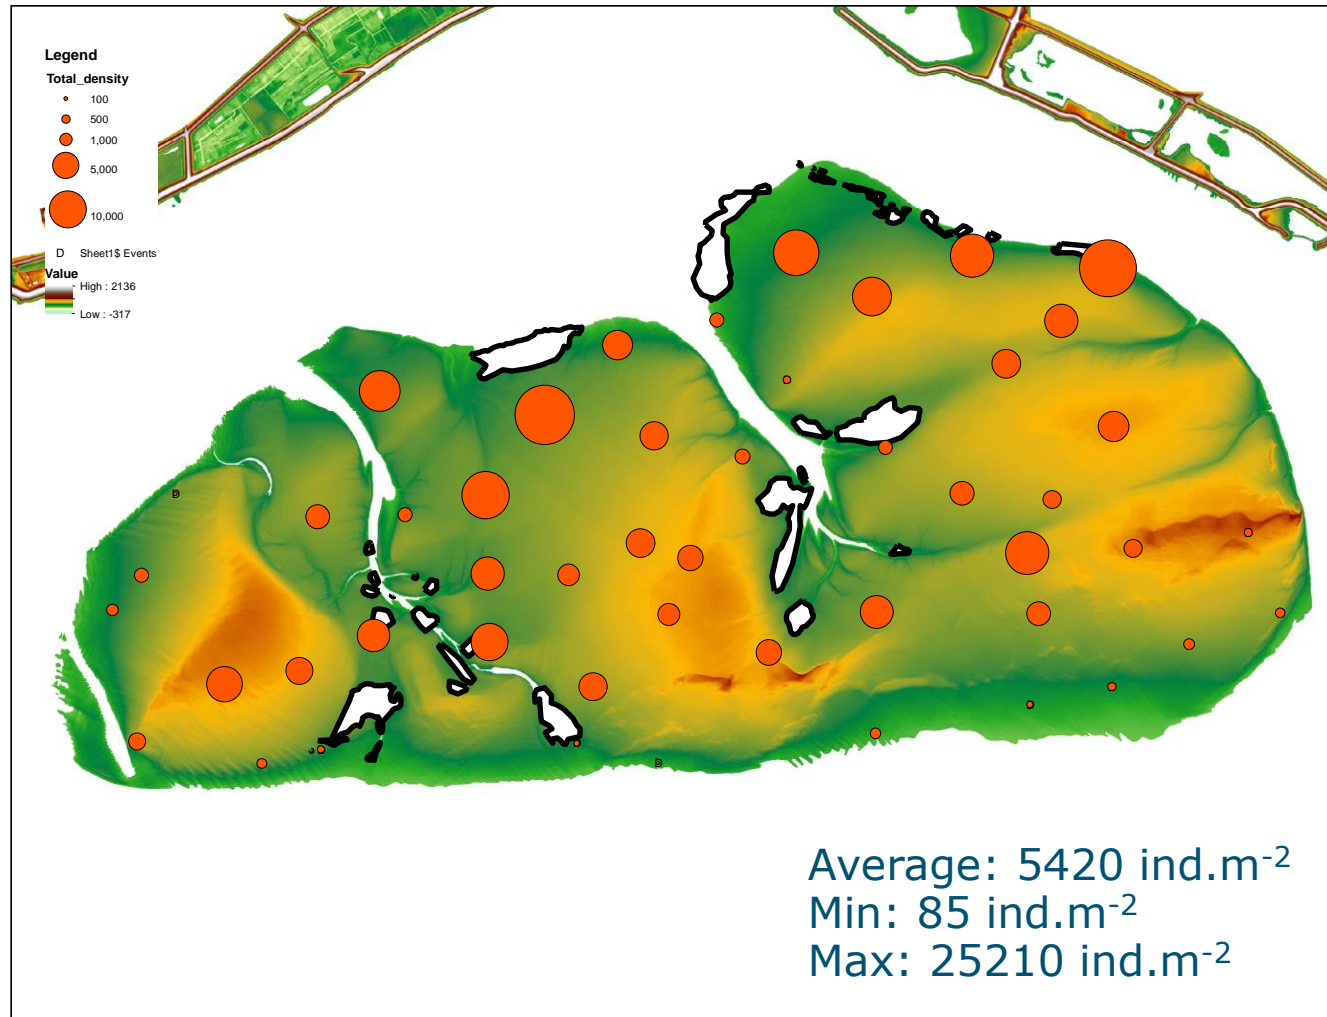 Legend
Total_density
100
500
1,000
5,000
10,000
D Sheet1$ Events
Value
High : 2136
Low : -317
D
D
Average: 5420 ind.m⁻²
Min: 85 ind.m⁻²
Max: 25210 ind.m⁻²